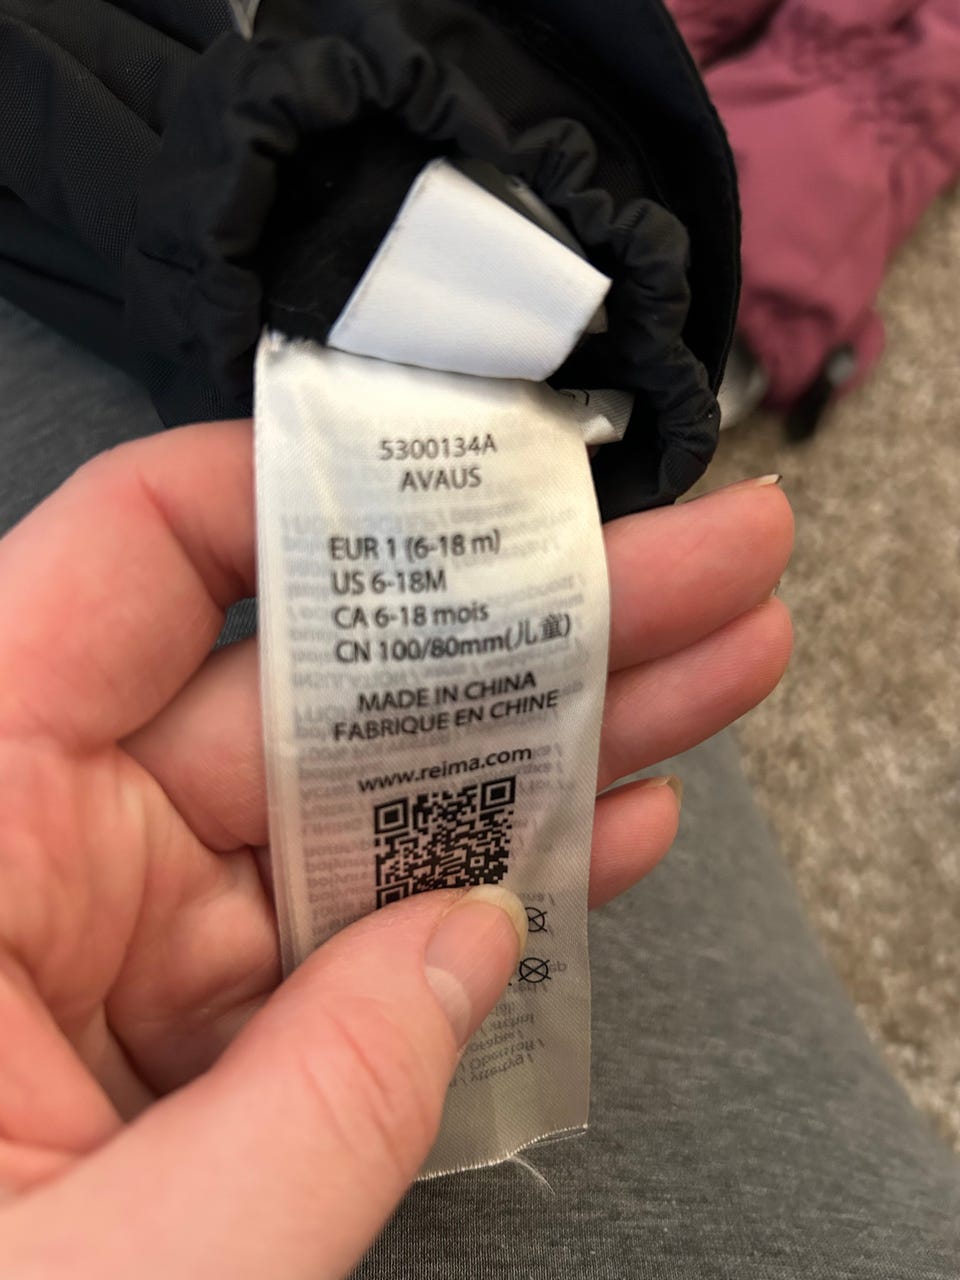 5300134A
AVAUS
EUR 1 (6-18 m)
US 6-18M
CA 6-18 mois
CN 100/80mm(儿童)
MADE IN CHINA
FABRIQUE EN CHINE
www.reima.com